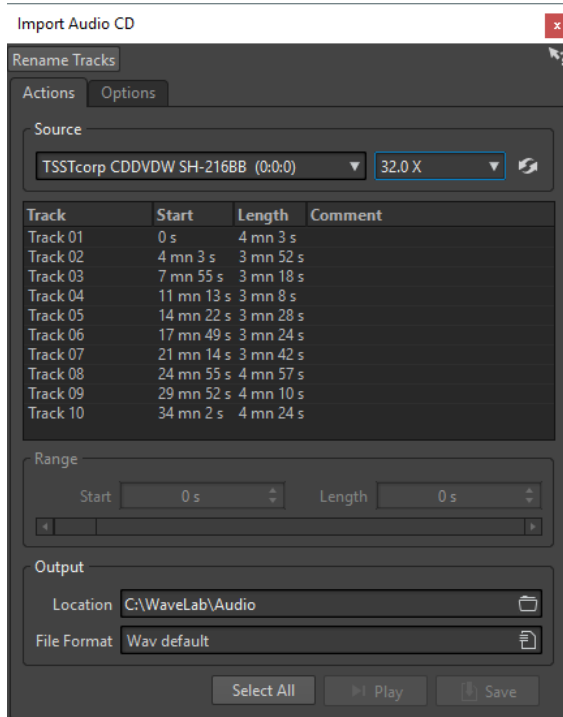 Import Audio CD
x
Rename Tracks
Actions Options
Source
TSSTcorp CDDVDW SH-216BB (0:0:0) 32.0 X
Track Start Length Comment
Track 01 0 s 4 mn 3 s
Track 02 4 mn 3 s 3 mn 52 s
Track 03 7 mn 55 s 3 mn 18 s
Track 04 11 mn 13 s 3 mn 8 s
Track 05 14 mn 22 s 3 mn 28 s
Track 06 17 mn 49 s 3 mn 24 s
Track 07 21 mn 14 s 3 mn 42 s
Track 08 24 mn 55 s 4 mn 57 s
Track 09 29 mn 52 s 4 mn 10 s
Track 10 34 mn 2 s 4 mn 24 s
Range
Start 0 s Length 0 s
Output
Location C:\WaveLab\Audio
File Format Wav default
Select All Play Save